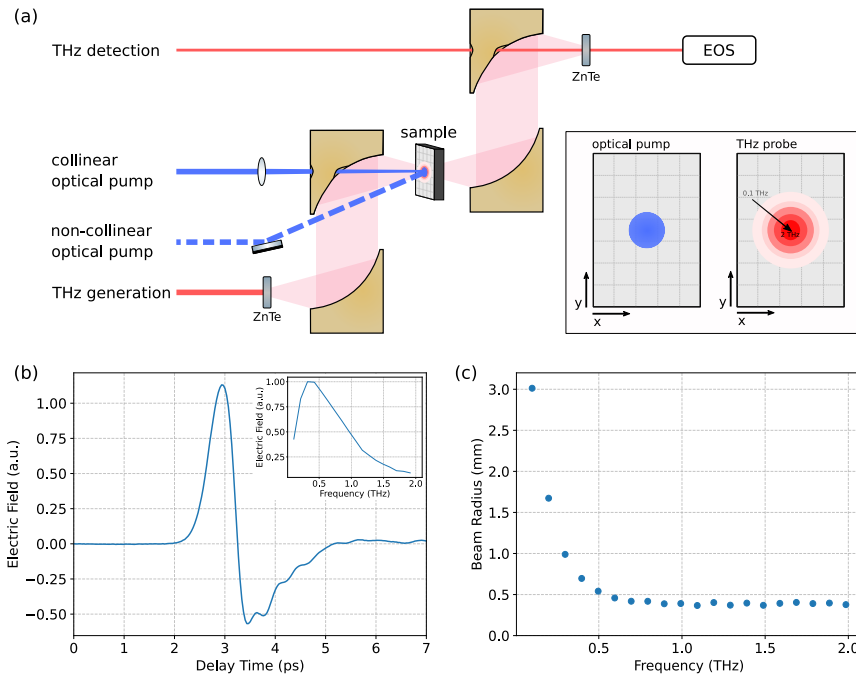 (a)
THz detection
EOS
ZnTe
sample
collinear
optical pump
non-collinear
optical pump
THz generation
ZnTe
optical pump
THz probe
0.1 THz
2 THz
y
x
y
x
(b)
1.00
0.75
0.50
0.25
0.00
−0.25
−0.50
Electric Field (a.u.)
0
1
2
3
4
5
6
7
Delay Time (ps)
1.00
0.75
0.50
0.25
Electric Field (a.u.)
0.5
1.0
1.5
2.0
Frequency (THz)
(c)
3.0
2.5
2.0
1.5
1.0
0.5
0.0
Beam Radius (mm)
0.5
1.0
1.5
2.0
Frequency (THz)